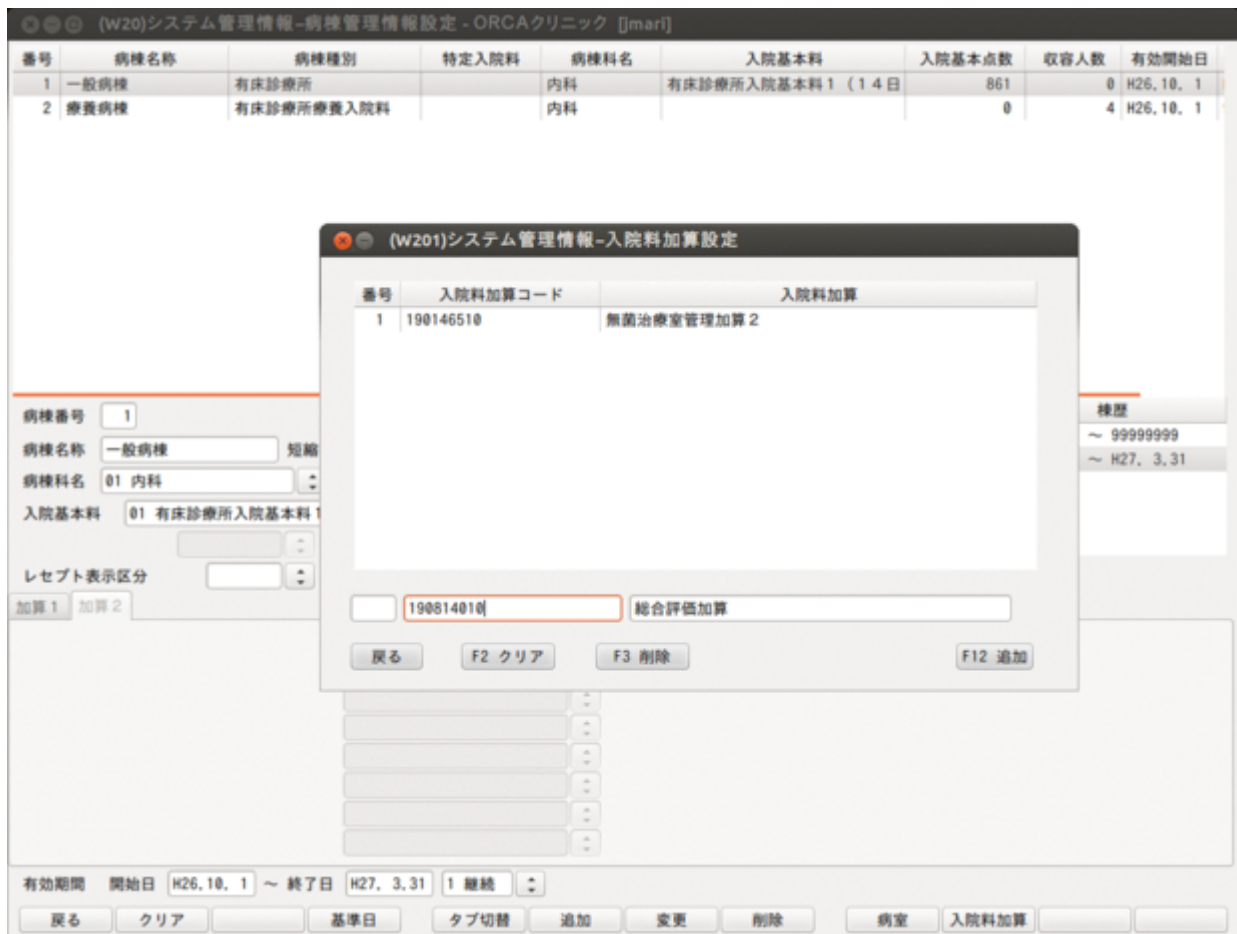 (W20)システム管理情報-病棟管理情報設定 - ORCAクリニック [jmari]
番号 病棟名称 病棟種別 特定入院料 病棟科名 入院基本料 入院基本点数 収容人数 有効開始日
1 一般病棟 有床診療所 内科 有床診療所入院基本料1（14日 861 0 H26.10. 1
2 療養病棟 有床診療所療養入院料 内科 0 4 H26.10. 1
(W201)システム管理情報-入院料加算設定
番号 入院料加算コード 入院料加算
1 190146510 無菌治療室管理加算2
病棟番号 1 棟歴
～ 99999999
病棟名称 一般病棟 短縮
～ H27. 3.31
病棟科名 01 内科
入院基本料 01 有床診療所入院基本料1
レセプト表示区分
190814010 総合評価加算
加算1 加算2
戻る F2 クリア F3 削除 F12 追加
有効期間 開始日 H26.10. 1 ～ 終了日 H27. 3.31 1 継続
戻る クリア 基準日 タブ切替 追加 変更 削除 病室 入院料加算